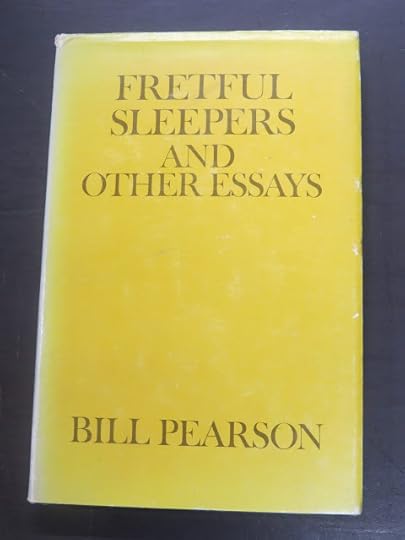 FRETFUL
SLEEPERS
AND
OTHER ESSAYS
BILL PEARSON